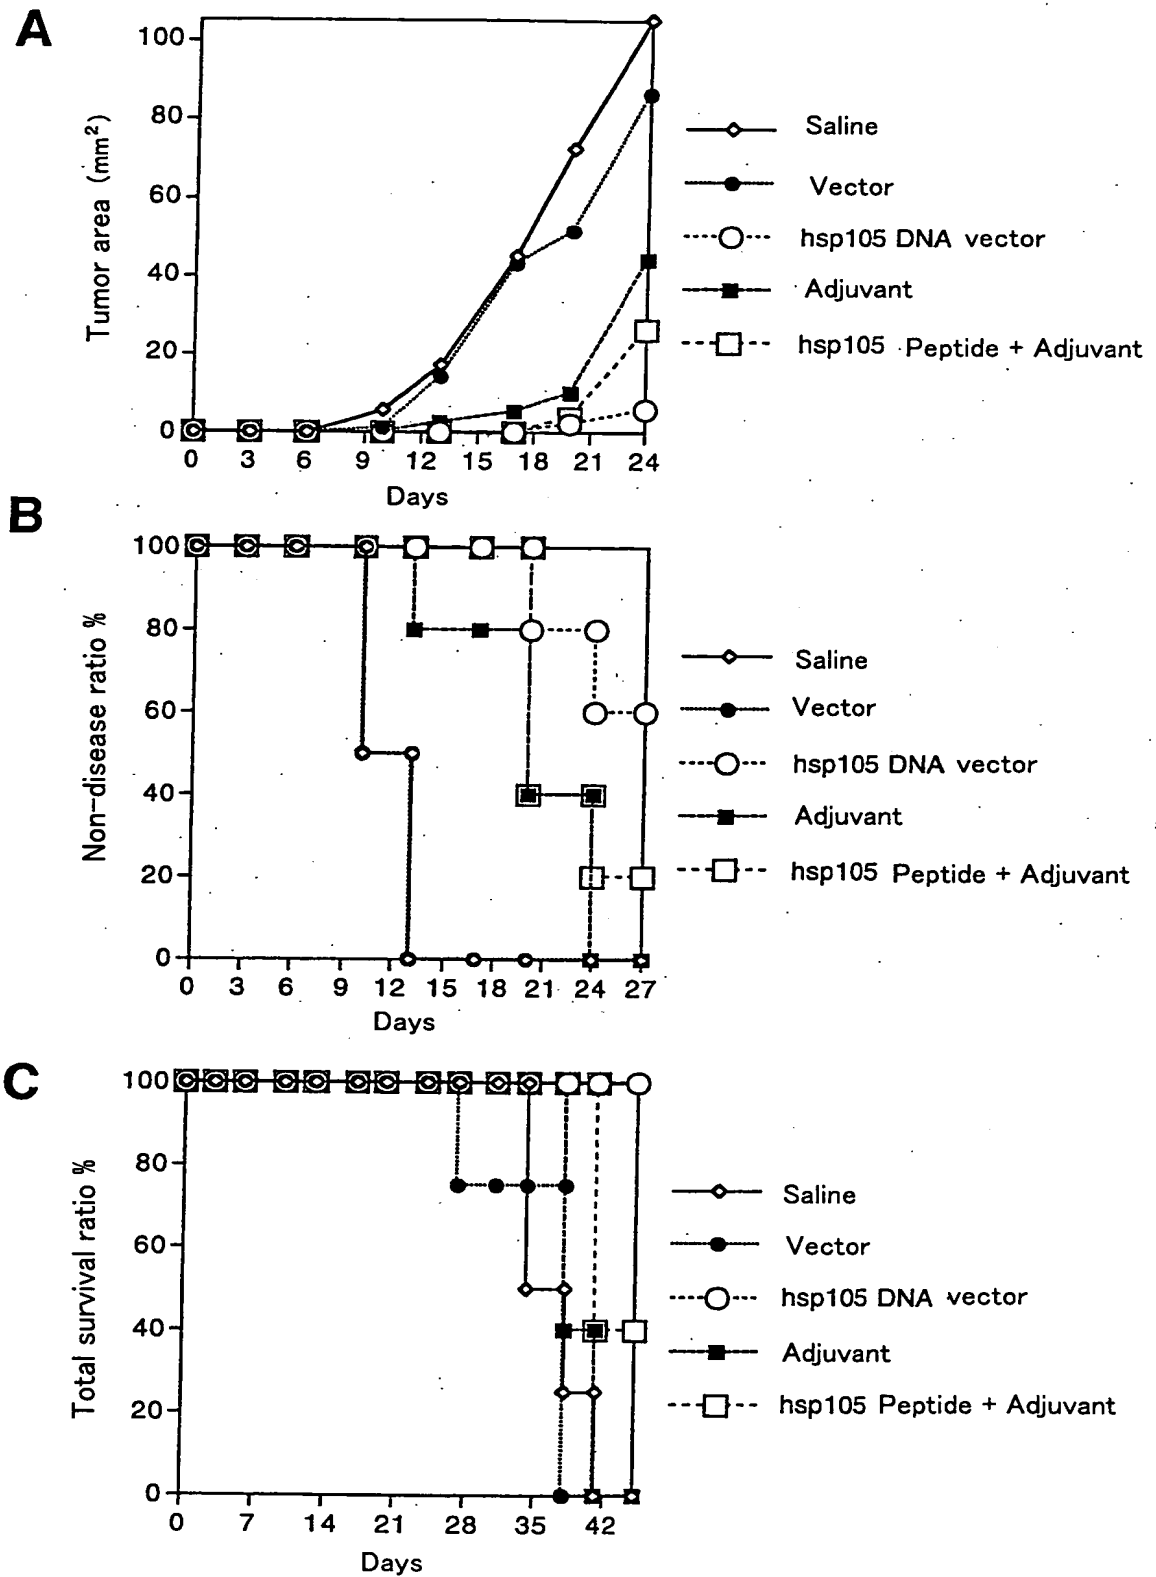 A
100
80
60
40
20
0
Tumor area (mm²)
0 3 6 9 12 15 18 21 24
Days
Saline
Vector
hsp105 DNA vector
Adjuvant
hsp105 Peptide + Adjuvant
B
100
80
60
40
20
0
Non-disease ratio %
0 3 6 9 12 15 18 21 24 27
Days
Saline
Vector
hsp105 DNA vector
Adjuvant
hsp105 Peptide + Adjuvant
C
100
80
60
40
20
0
Total survival ratio %
0 7 14 21 28 35 42
Days
Saline
Vector
hsp105 DNA vector
Adjuvant
hsp105 Peptide + Adjuvant